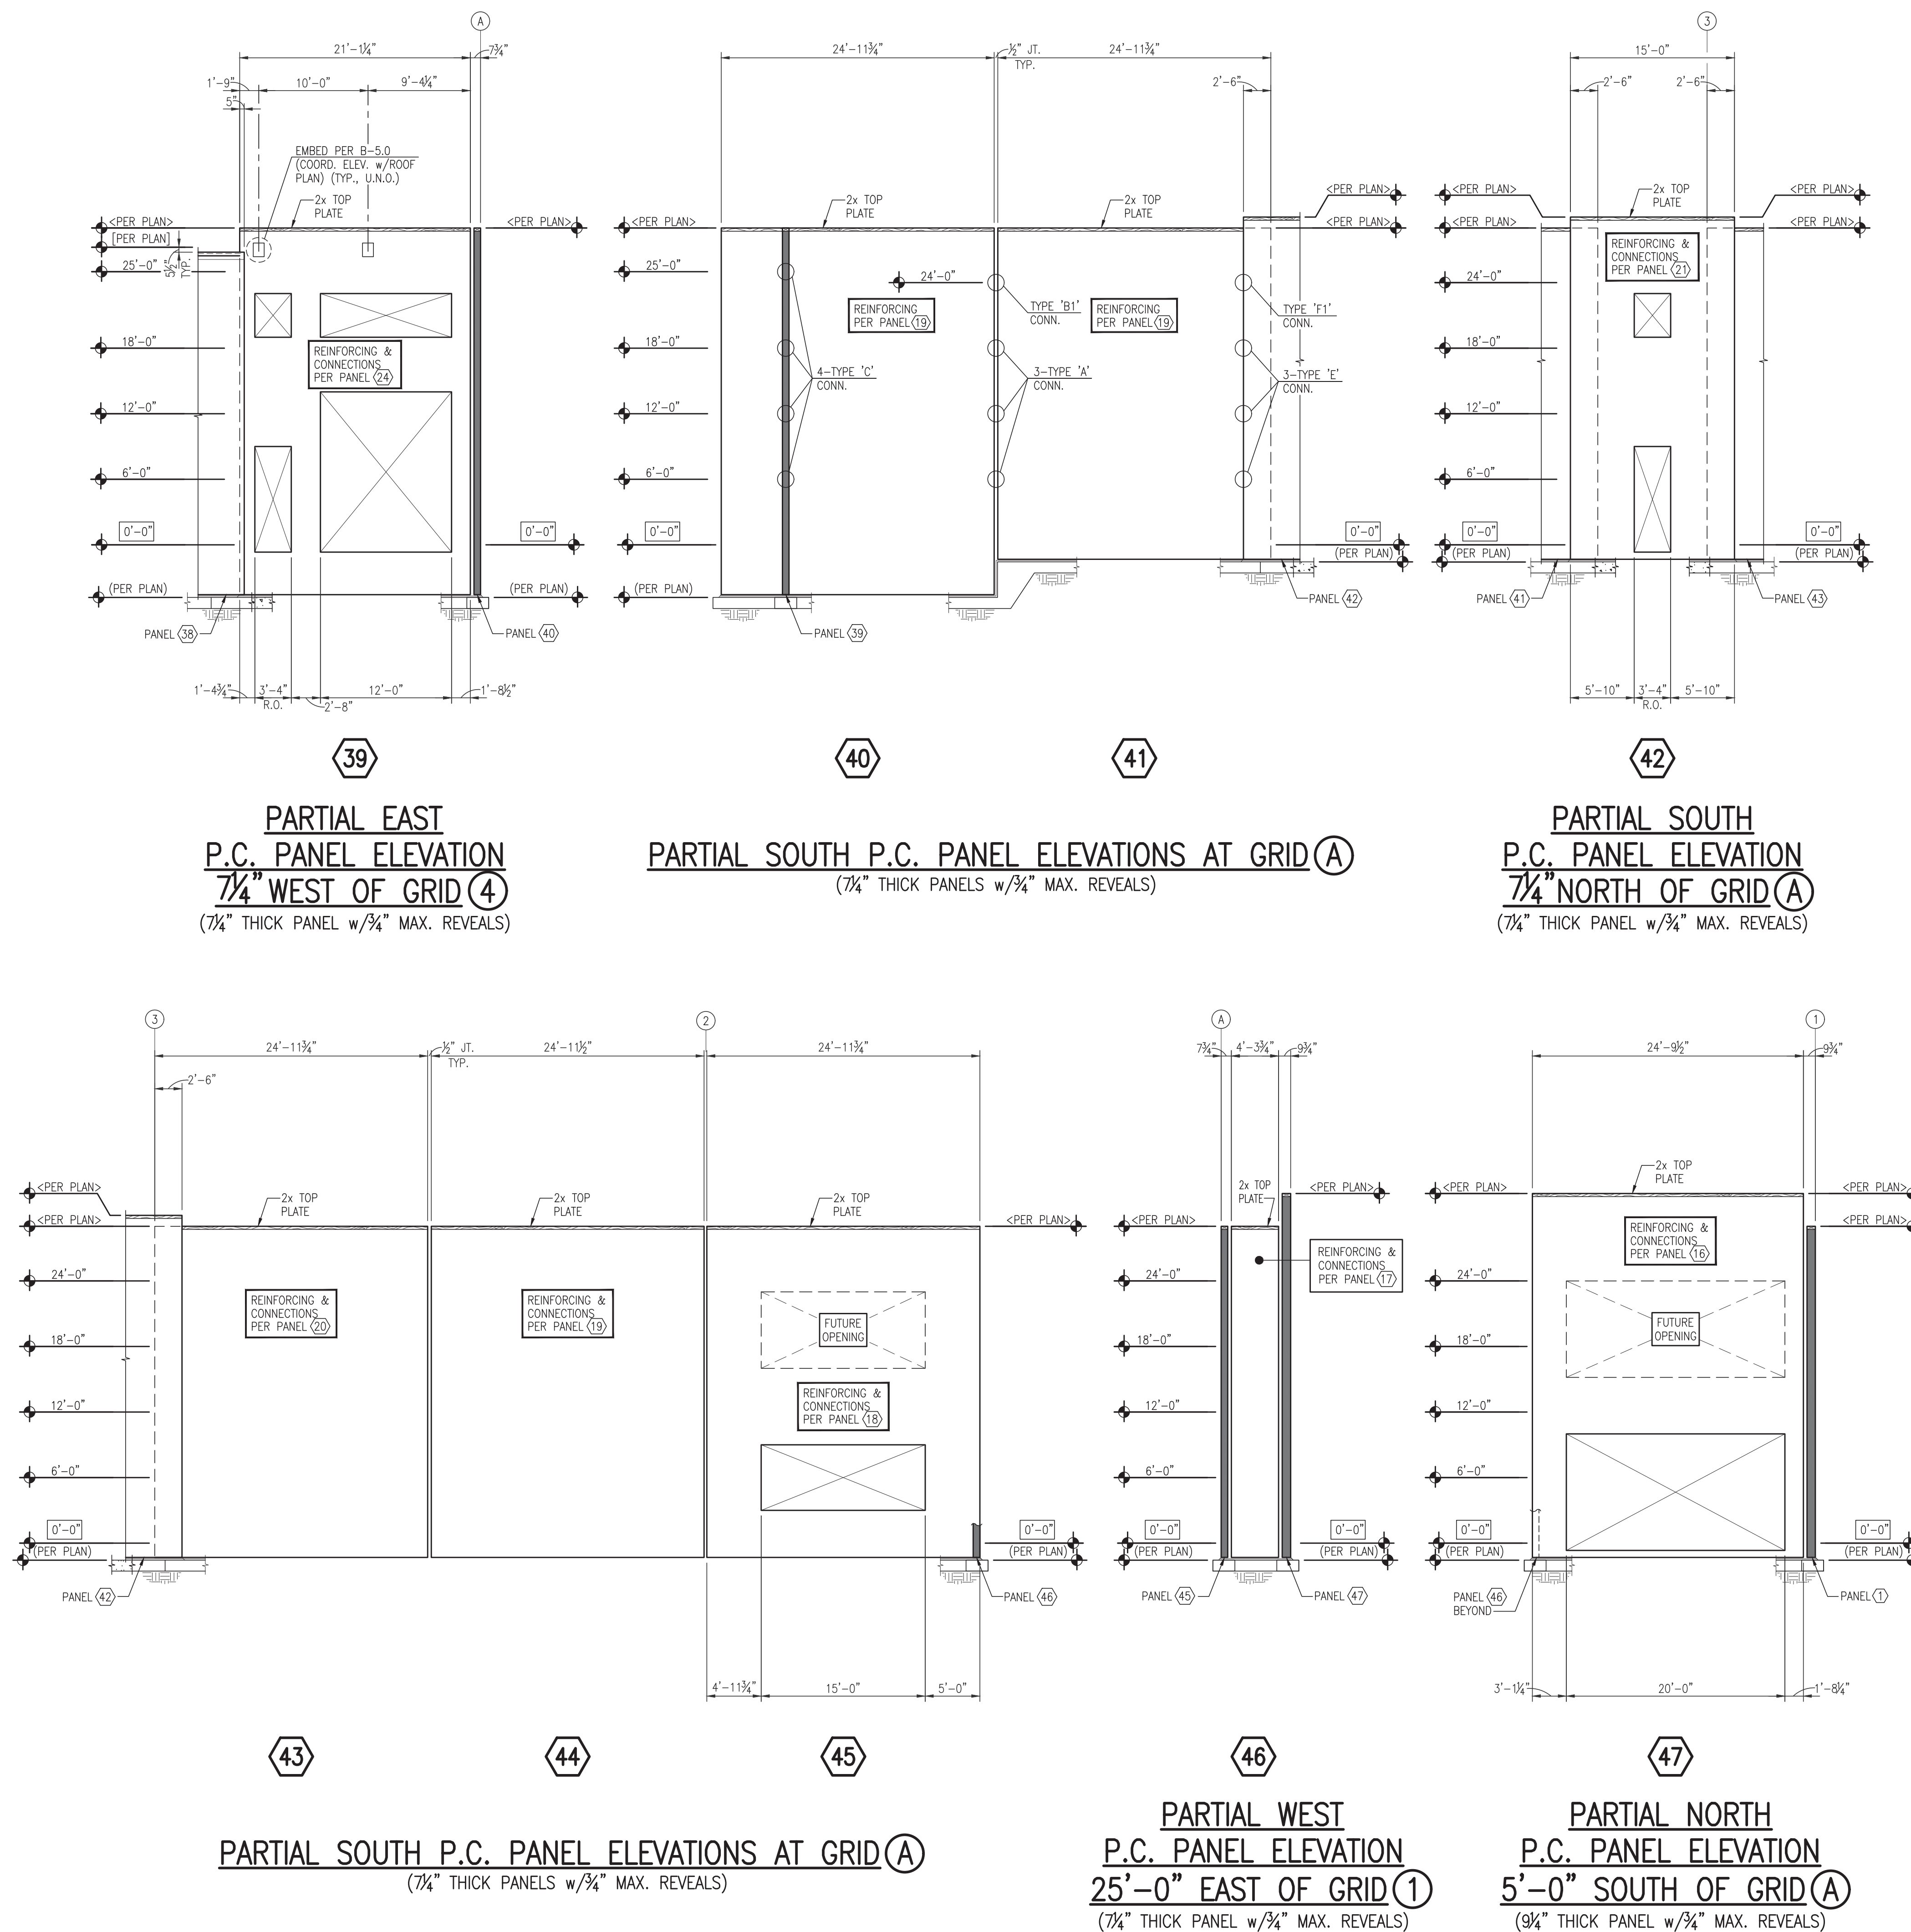 A
21'-1¼"
7¾"
1'-9"
10'-0"
9'-4¼"
5"
EMBED PER B-5.0
(COORD. ELEV. w/ROOF
PLAN) (TYP., U.N.O.)
2x TOP
PLATE
<PER PLAN>
[PER PLAN]
5½"
TYP.
25'-0"
18'-0"
12'-0"
6'-0"
0'-0"
(PER PLAN)
<PER PLAN>
0'-0"
(PER PLAN)
REINFORCING &
CONNECTIONS
PER PANEL 24
PANEL 38
PANEL 40
1'-4¾"
3'-4"
R.O.
2'-8"
12'-0"
1'-8½"
39
PARTIAL EAST
P.C. PANEL ELEVATION
7¼" WEST OF GRID 4
(7¼" THICK PANEL w/¾" MAX. REVEALS)
24'-11¾"
½" JT.
TYP.
24'-11¾"
2'-6"
2x TOP
PLATE
2x TOP
PLATE
<PER PLAN>
25'-0"
18'-0"
12'-0"
6'-0"
0'-0"
(PER PLAN)
24'-0"
REINFORCING
PER PANEL 19
REINFORCING
PER PANEL 19
4-TYPE 'C'
CONN.
TYPE 'B1'
CONN.
3-TYPE 'A'
CONN.
TYPE 'F1'
CONN.
3-TYPE 'E'
CONN.
<PER PLAN>
<PER PLAN>
0'-0"
(PER PLAN)
PANEL 39
PANEL 42
40
41
PARTIAL SOUTH P.C. PANEL ELEVATIONS AT GRID A
(7¼" THICK PANELS w/¾" MAX. REVEALS)
3
15'-0"
2'-6"
2'-6"
2x TOP
PLATE
<PER PLAN>
<PER PLAN>
24'-0"
18'-0"
12'-0"
6'-0"
0'-0"
(PER PLAN)
<PER PLAN>
<PER PLAN>
0'-0"
(PER PLAN)
REINFORCING &
CONNECTIONS
PER PANEL 21
PANEL 41
PANEL 43
5'-10"
3'-4"
R.O.
5'-10"
42
PARTIAL SOUTH
P.C. PANEL ELEVATION
7¼" NORTH OF GRID A
(7¼" THICK PANEL w/¾" MAX. REVEALS)
3
2
24'-11¾"
½" JT.
TYP.
24'-11½"
24'-11¾"
2'-6"
<PER PLAN>
<PER PLAN>
24'-0"
18'-0"
12'-0"
6'-0"
0'-0"
(PER PLAN)
2x TOP
PLATE
2x TOP
PLATE
2x TOP
PLATE
REINFORCING &
CONNECTIONS
PER PANEL 20
REINFORCING &
CONNECTIONS
PER PANEL 19
FUTURE
OPENING
REINFORCING &
CONNECTIONS
PER PANEL 18
<PER PLAN>
0'-0"
(PER PLAN)
PANEL 42
PANEL 46
4'-11¾"
15'-0"
5'-0"
43
44
45
PARTIAL SOUTH P.C. PANEL ELEVATIONS AT GRID A
(7¼" THICK PANELS w/¾" MAX. REVEALS)
A
7¾"
4'-3¾"
9¾"
2x TOP
PLATE
<PER PLAN>
<PER PLAN>
24'-0"
18'-0"
12'-0"
6'-0"
0'-0"
(PER PLAN)
REINFORCING &
CONNECTIONS
PER PANEL 17
0'-0"
(PER PLAN)
PANEL 45
PANEL 47
46
PARTIAL WEST
P.C. PANEL ELEVATION
25'-0" EAST OF GRID 1
(7¼" THICK PANEL w/¾" MAX. REVEALS)
1
24'-9½"
9¾"
2x TOP
PLATE
<PER PLAN>
24'-0"
18'-0"
12'-0"
6'-0"
0'-0"
(PER PLAN)
REINFORCING &
CONNECTIONS
PER PANEL 16
FUTURE
OPENING
<PER PLAN>
<PER PLAN>
0'-0"
(PER PLAN)
PANEL 46
BEYOND
PANEL 1
3'-1¼"
20'-0"
1'-8¼"
47
PARTIAL NORTH
P.C. PANEL ELEVATION
5'-0" SOUTH OF GRID A
(9¼" THICK PANEL w/¾" MAX. REVEALS)